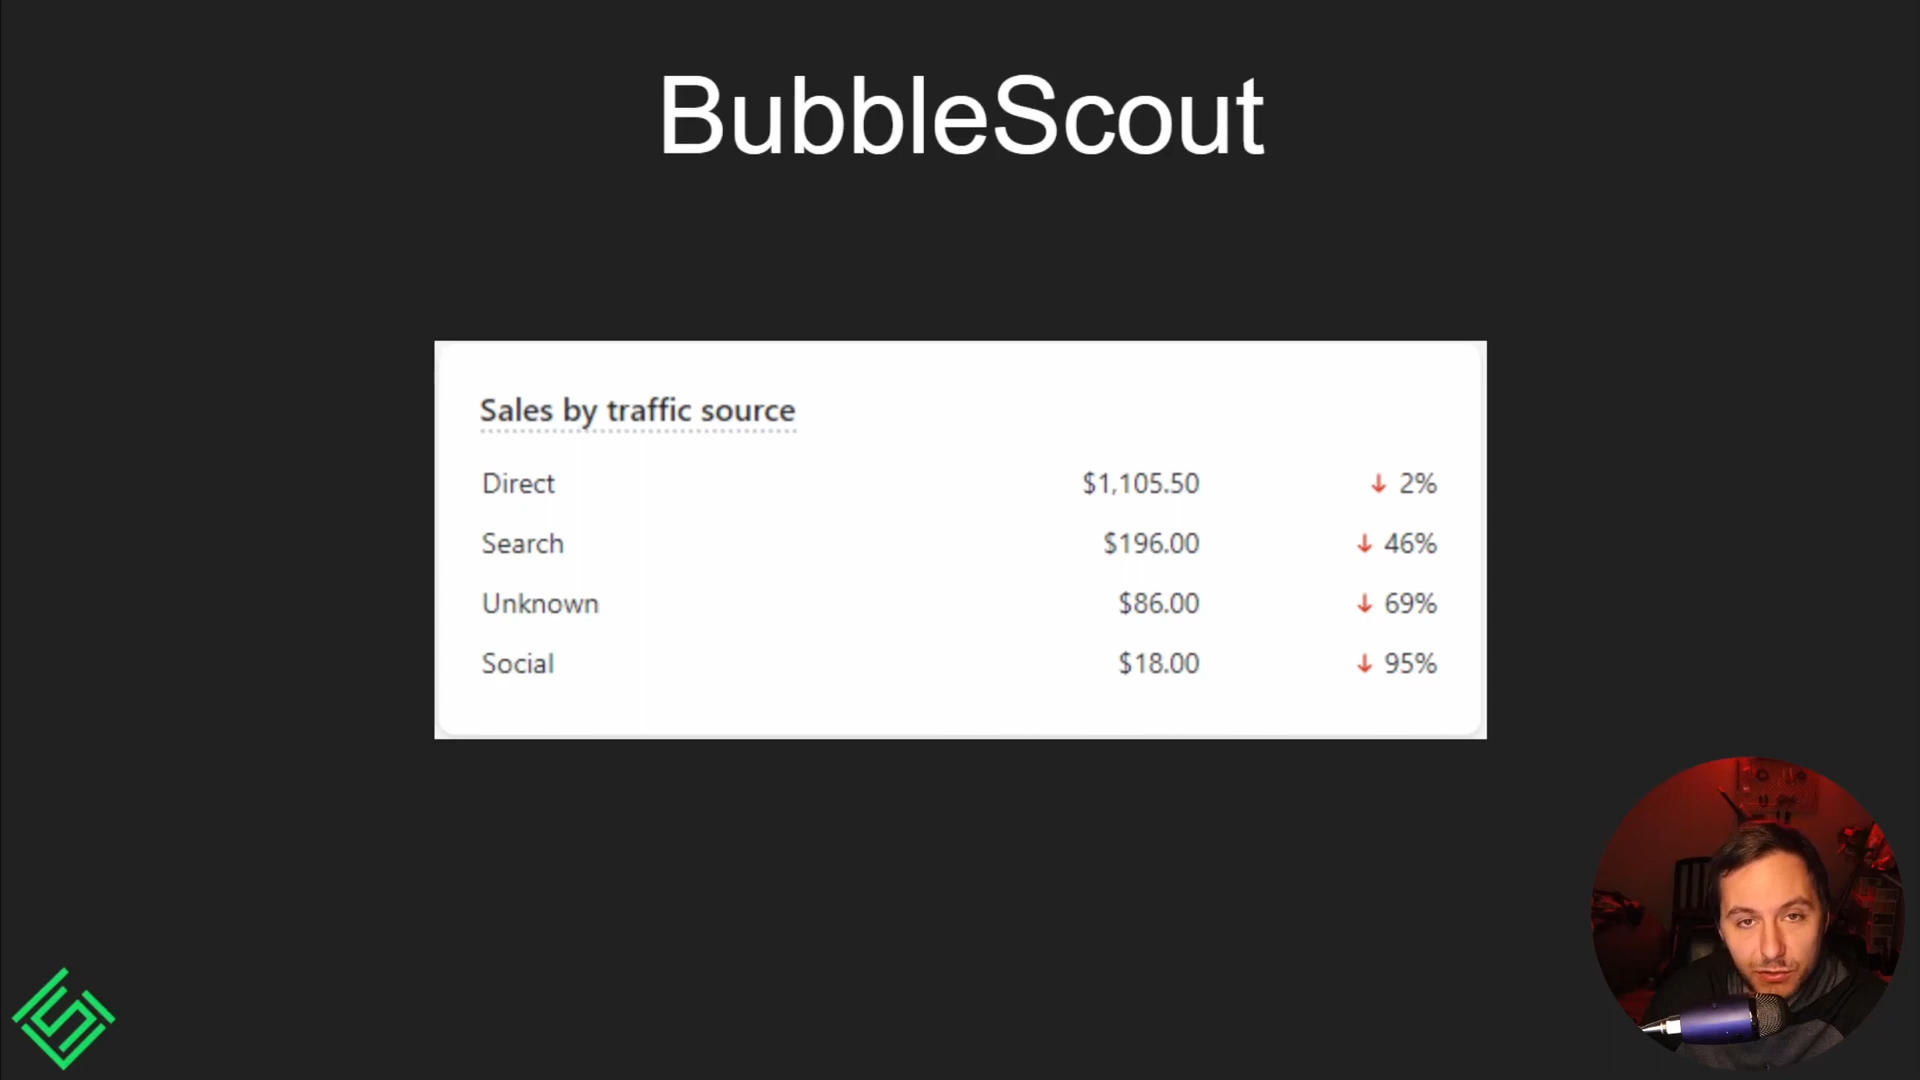 BubbleScout
Sales by traffic source
Direct $1,105.50 ↓ 2%
Search $196.00 ↓ 46%
Unknown $86.00 ↓ 69%
Social $18.00 ↓ 95%